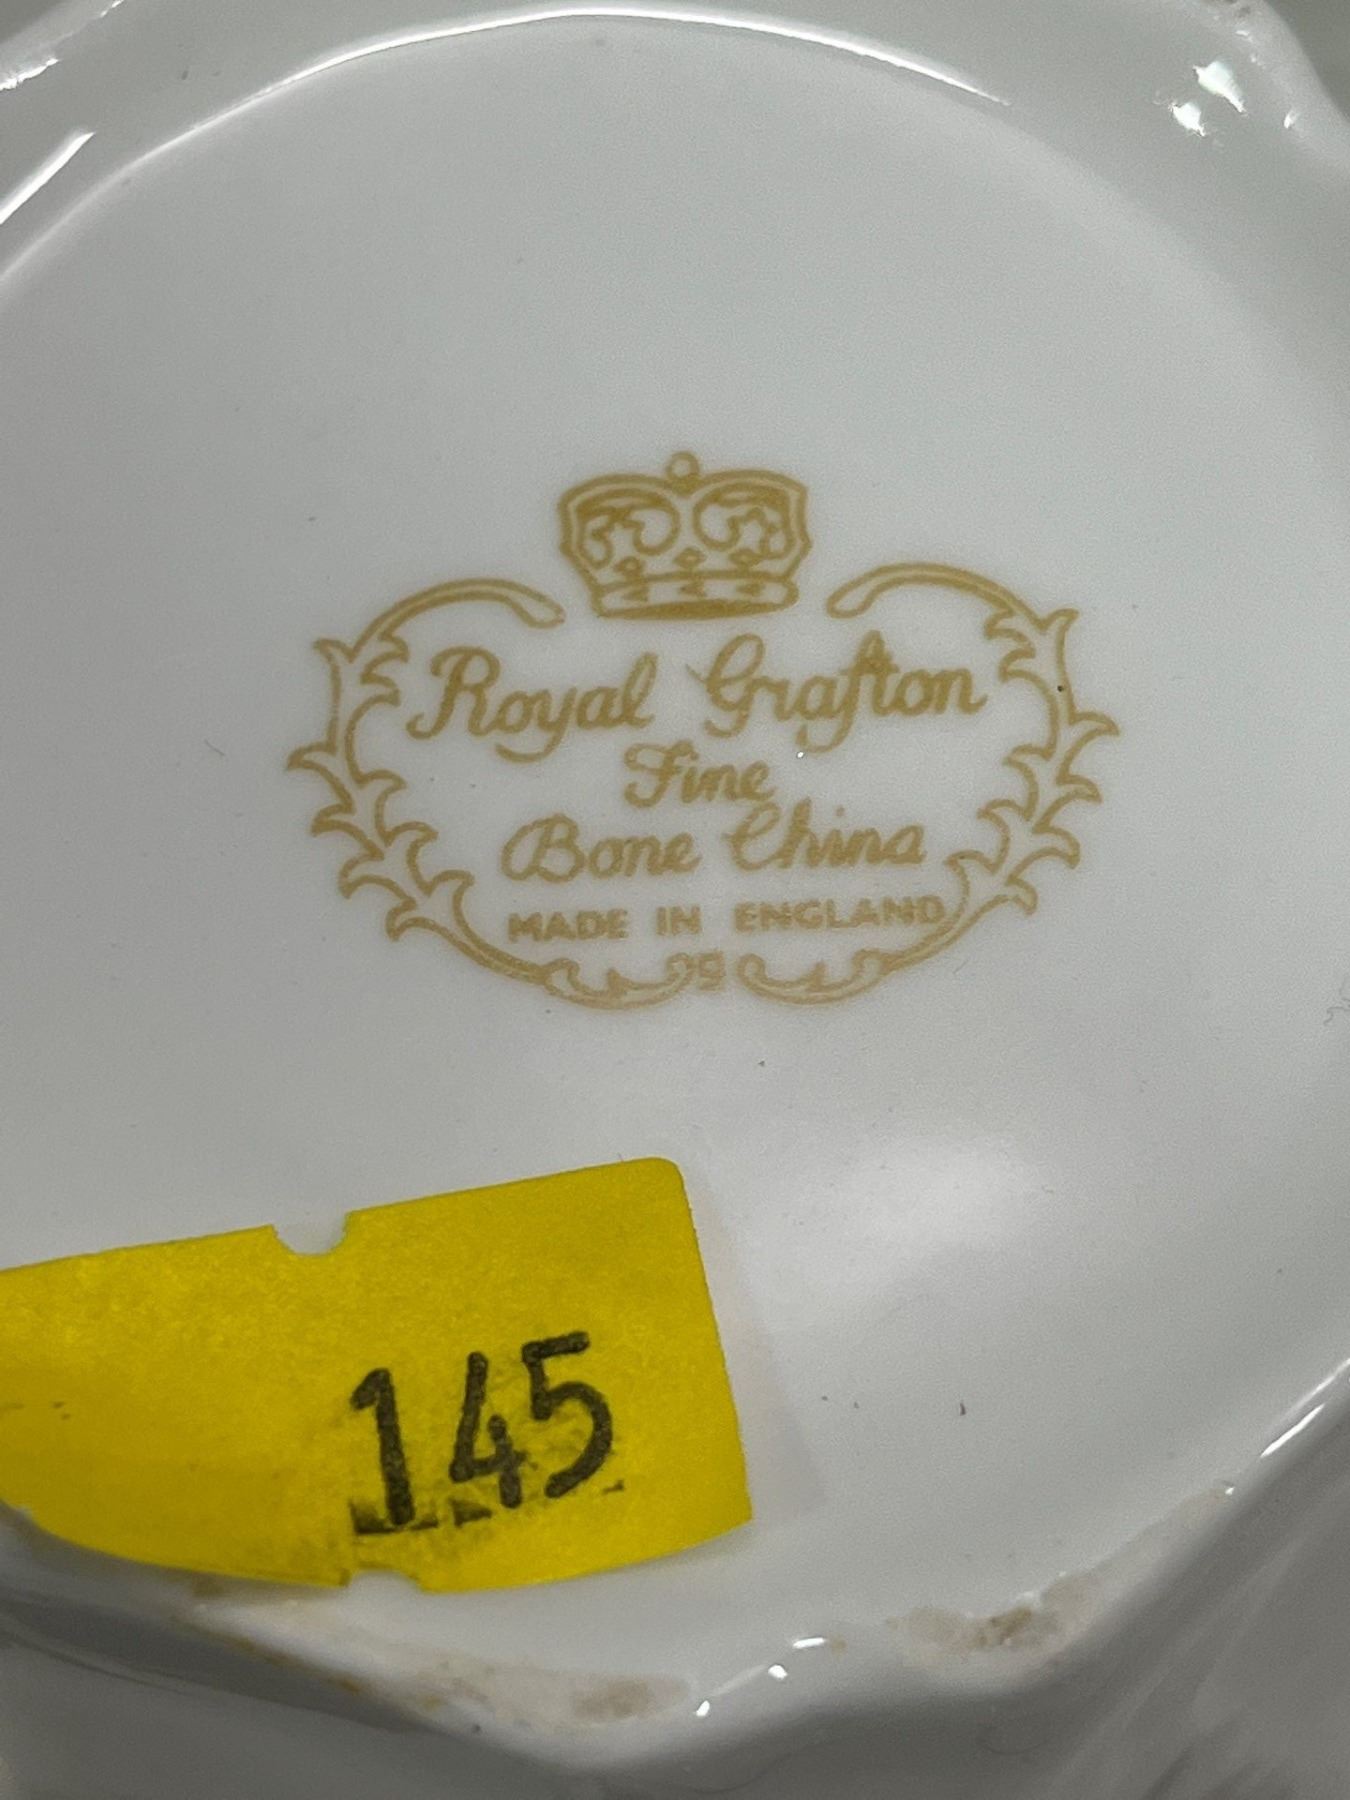 Royal Grafton
Fine
Bone China
MADE IN ENGLAND
145